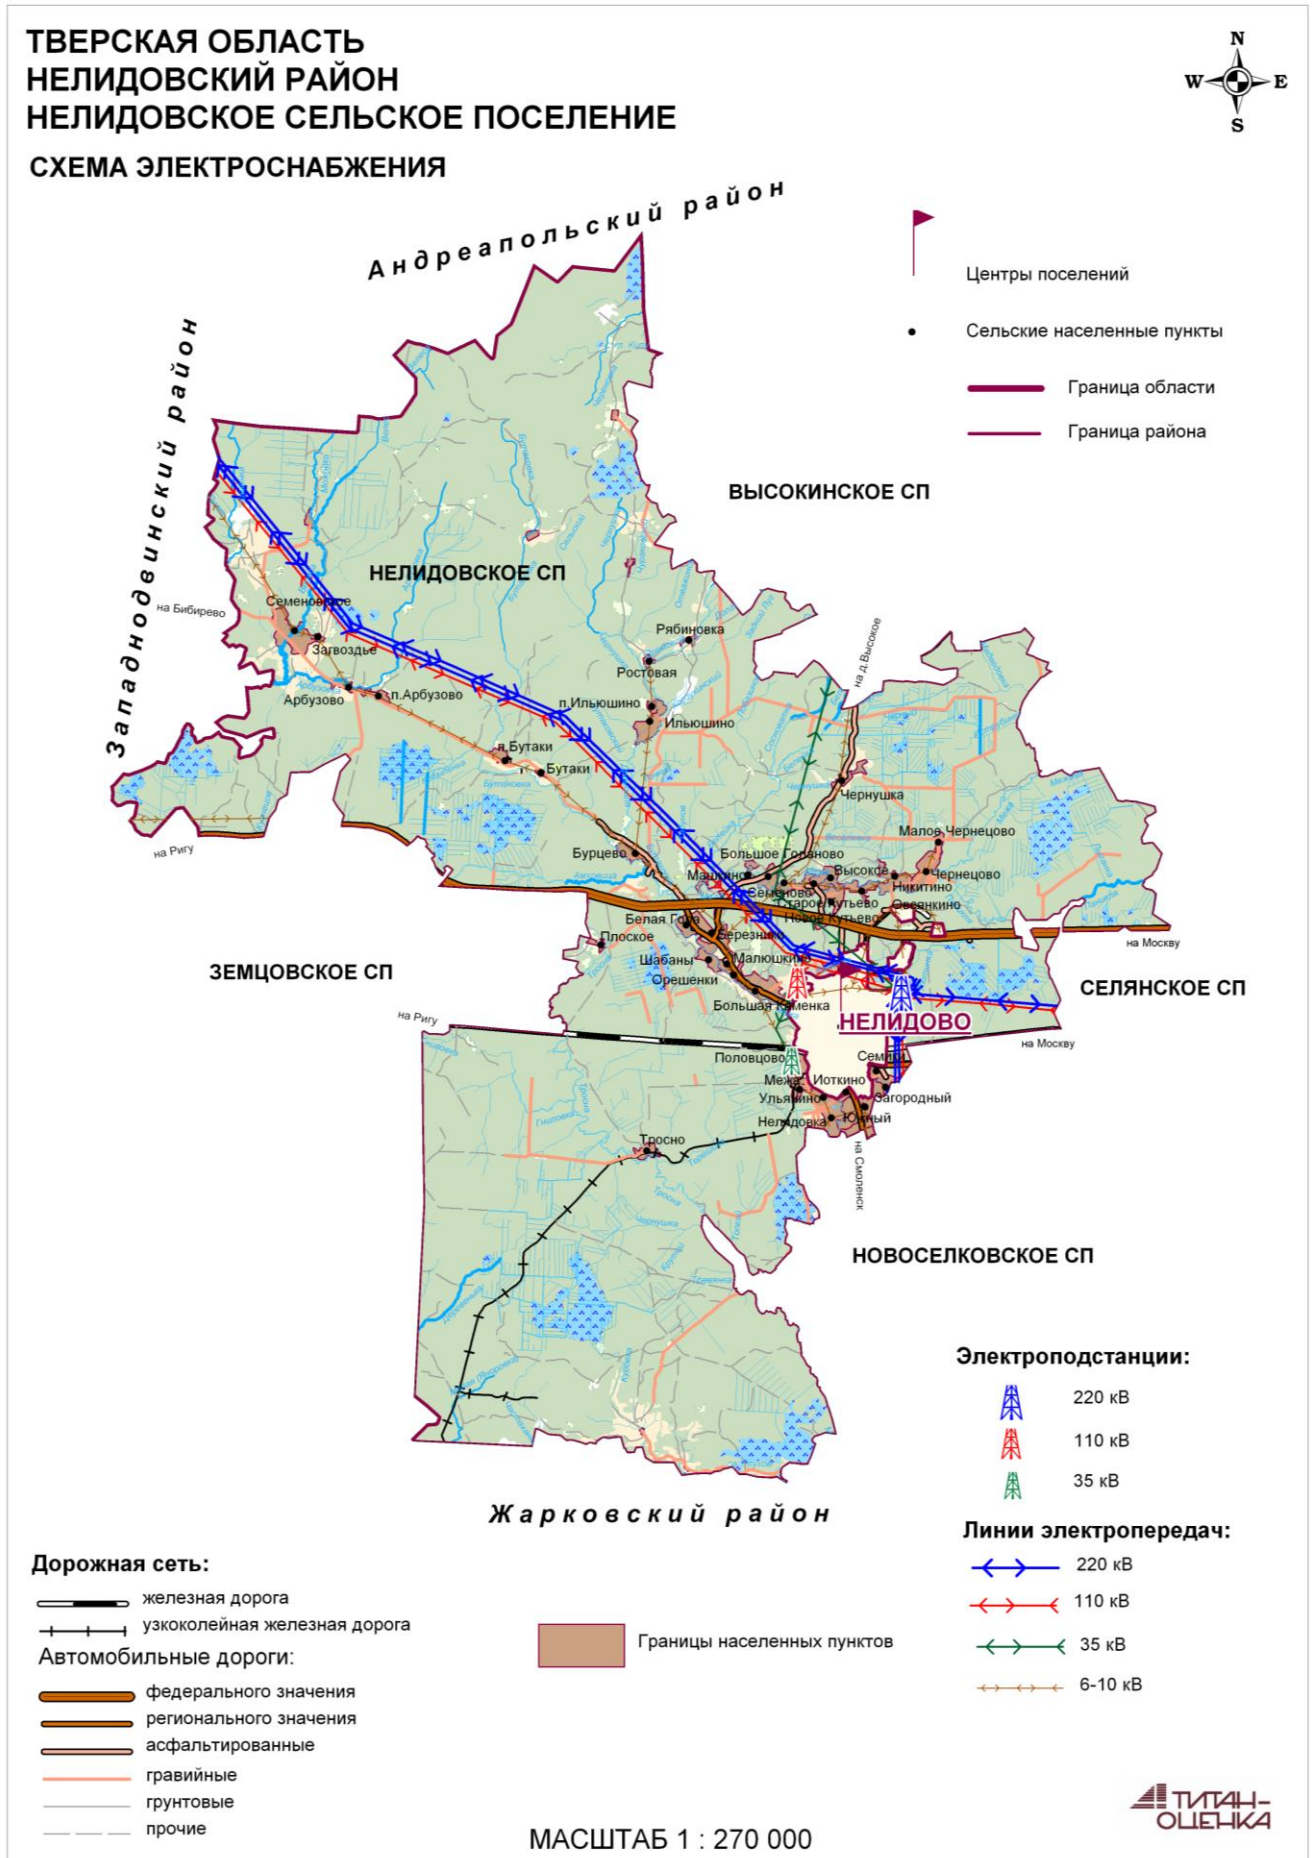 ТВЕРСКАЯ ОБЛАСТЬ
НЕЛИДОВСКИЙ РАЙОН
НЕЛИДОВСКОЕ СЕЛЬСКОЕ ПОСЕЛЕНИЕ
СХЕМА ЭЛЕКТРОСНАБЖЕНИЯ
N
W E
S
Андреапольский район
Западнодвинский район
Центры поселений
Сельские населенные пункты
Граница области
Граница района
ВЫСОКИНСКОЕ СП
НЕЛИДОВСКОЕ СП
на Бибирево
Семеновское
Загвоздье
Арбузово
п.Арбузово
Рябиновка
Ростовая
п.Ильюшино
Ильюшино
на д.Высокое
п.Бутаки
Бутаки
Чернушка
Малое Чернецово
на Ригу
Бурцево
Большое Голаново
Машкино
Семеново
Высокое
Чернецово
Никитино
Старое Кутьево
Овсянкино
Новое Кутьево
Белая Гора
Березники
Плоское
на Москву
Шабаны
Малюшкино
Орешенки
Большая Каменка
ЗЕМЦОВСКОЕ СП
СЕЛЯНСКОЕ СП
НЕЛИДОВО
на Ригу
на Москву
Половцово
Семики
Межа
Иоткино
Ульянино
Загородный
Нелидовка
Южный
Тросно
на Смоленск
НОВОСЕЛКОВСКОЕ СП
Жарковский район
Электроподстанции:
220 кВ
110 кВ
35 кВ
Линии электропередач:
220 кВ
110 кВ
35 кВ
6-10 кВ
Дорожная сеть:
железная дорога
узкоколейная железная дорога
Автомобильные дороги:
федерального значения
регионального значения
асфальтированные
гравийные
грунтовые
прочие
Границы населенных пунктов
МАСШТАБ 1 : 270 000
ТИТАН-
ОЦЕНКА